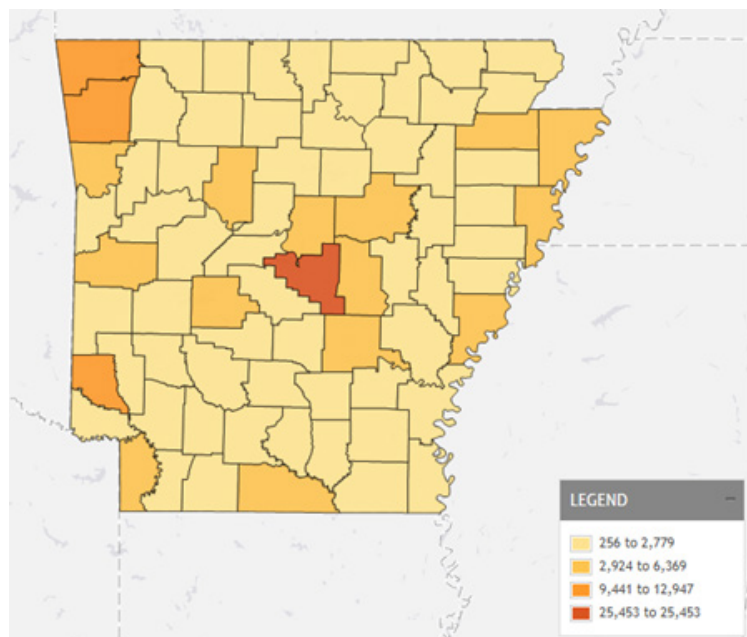 LEGEND
256 to 2,779
2,924 to 6,369
9,441 to 12,947
25,453 to 25,453